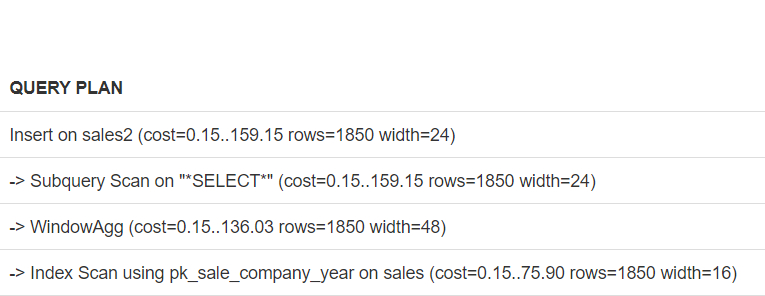 QUERY PLAN
Insert on sales2 (cost=0.15..159.15 rows=1850 width=24)
-> Subquery Scan on "*SELECT*" (cost=0.15..159.15 rows=1850 width=24)
-> WindowAgg (cost=0.15..136.03 rows=1850 width=48)
-> Index Scan using pk_sale_company_year on sales (cost=0.15..75.90 rows=1850 width=16)